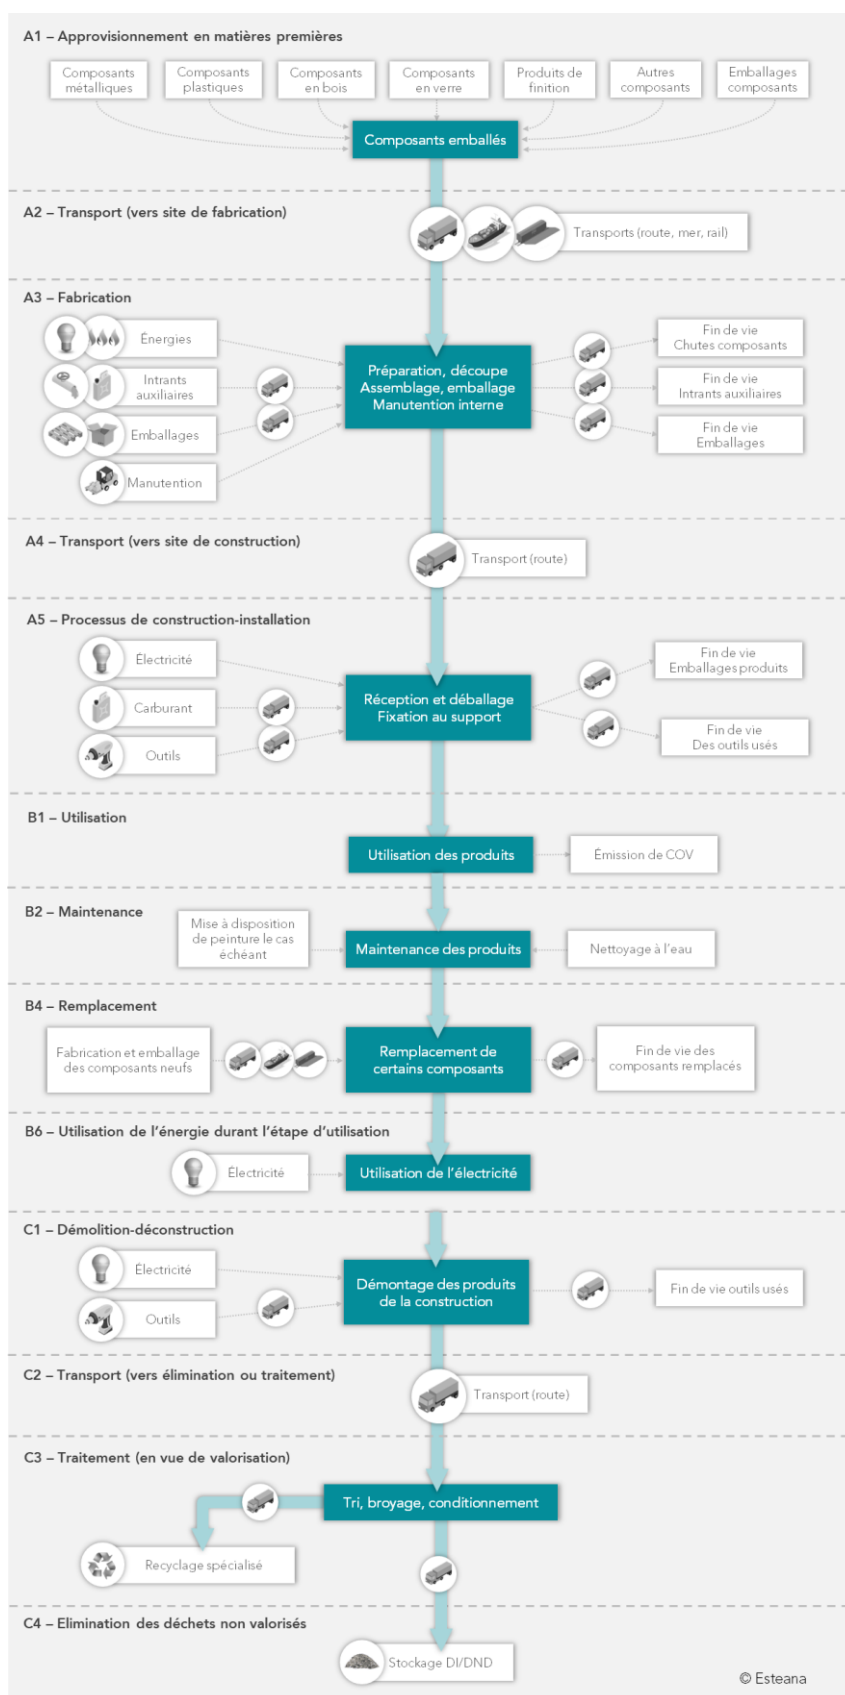 A1 – Approvisionnement en matières premières
Composants
métalliques
Composants
plastiques
Composants
en bois
Composants
en verre
Produits de
finition
Autres
composants
Emballages
composants
Composants emballés
A2 – Transport (vers site de fabrication)
Transports (route, mer, rail)
A3 – Fabrication
Énergies
Intrants
auxiliaires
Emballages
Manutention
Préparation, découpe
Assemblage, emballage
Manutention interne
Fin de vie
Chutes composants
Fin de vie
Intrants auxiliaires
Fin de vie
Emballages
A4 – Transport (vers site de construction)
Transport (route)
A5 – Processus de construction-installation
Électricité
Carburant
Outils
Réception et déballage
Fixation au support
Fin de vie
Emballages produits
Fin de vie
Des outils usés
B1 – Utilisation
Utilisation des produits
Émission de COV
B2 – Maintenance
Mise à disposition
de peinture le cas
échéant
Maintenance des produits
Nettoyage à l'eau
B4 – Remplacement
Fabrication et emballage
des composants neufs
Remplacement de
certains composants
Fin de vie des
composants remplacés
B6 – Utilisation de l'énergie durant l'étape d'utilisation
Électricité
Utilisation de l'électricité
C1 – Démolition-déconstruction
Électricité
Outils
Démontage des produits
de la construction
Fin de vie outils usés
C2 – Transport (vers élimination ou traitement)
Transport (route)
C3 – Traitement (en vue de valorisation)
Tri, broyage, conditionnement
Recyclage spécialisé
C4 – Elimination des déchets non valorisés
Stockage DI/DND
© Esteana